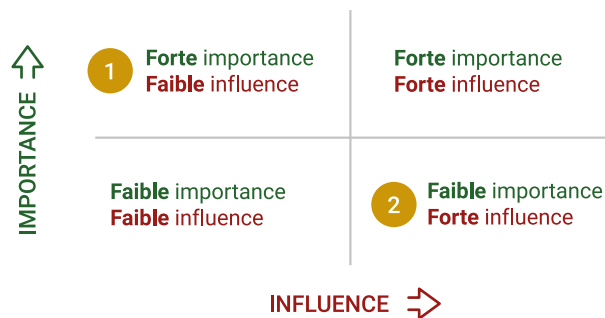 IMPORTANCE
1
Forte importance
Faible influence
Forte importance
Forte influence
Faible importance
Faible influence
2
Faible importance
Forte influence
INFLUENCE